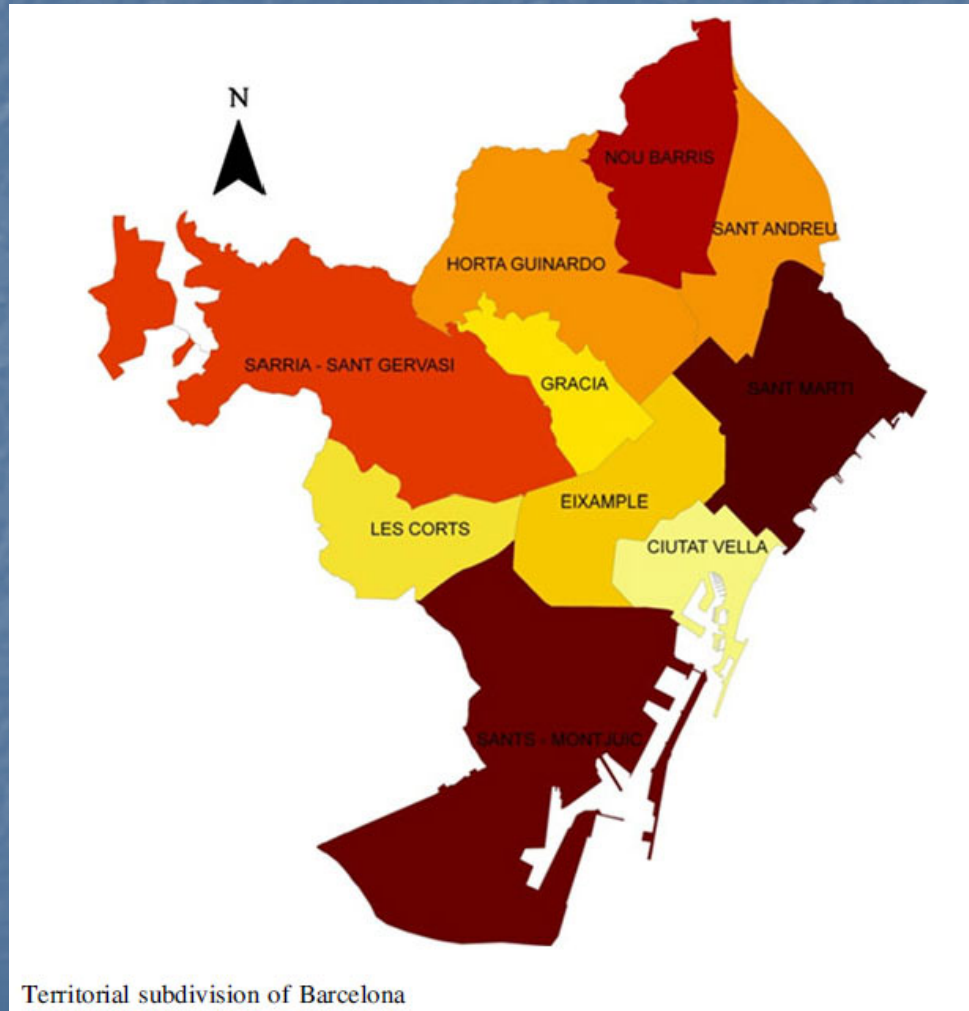 N
NOU BARRIS
SANT ANDREU
HORTA GUINARDO
SARRIA - SANT GERVASI
GRACIA
SANT MARTI
EIXAMPLE
LES CORTS
CIUTAT VELLA
SANTS - MONTJUÏC
Territorial subdivision of Barcelona